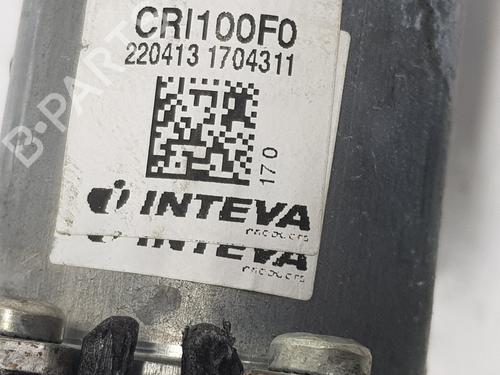 CRI100F0
220413 1704311
170
INTEVA
PRODUCTS
INTEVA
PRODUCTS
B-PARTS